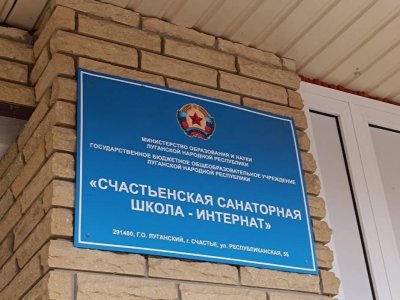 МИНИСТЕРСТВО ОБРАЗОВАНИЯ И НАУКИ
ЛУГАНСКОЙ НАРОДНОЙ РЕСПУБЛИКИ
ГОСУДАРСТВЕННОЕ БЮДЖЕТНОЕ ОБЩЕОБРАЗОВАТЕЛЬНОЕ УЧРЕЖДЕНИЕ
ЛУГАНСКОЙ НАРОДНОЙ РЕСПУБЛИКИ
«СЧАСТЬЕНСКАЯ САНАТОРНАЯ
ШКОЛА - ИНТЕРНАТ»
291480, Г.О. ЛУГАНСКИЙ, г. СЧАСТЬЕ, ул. РЕСПУБЛИКАНСКАЯ, 55